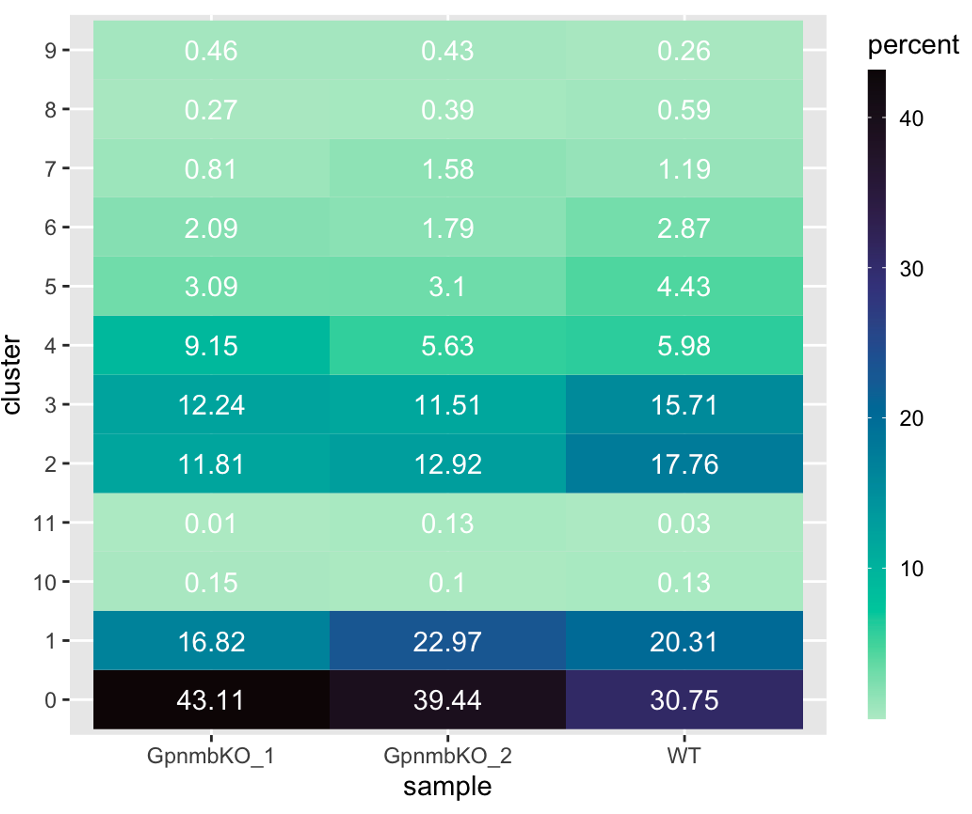 percent
9 0.46 0.43 0.26
8 0.27 0.39 0.59
40
7 0.81 1.58 1.19
6 2.09 1.79 2.87
30
5 3.09 3.1 4.43
4 9.15 5.63 5.98
cluster
3 12.24 11.51 15.71
20
2 11.81 12.92 17.76
11 0.01 0.13 0.03
10 0.15 0.1 0.13
10
1 16.82 22.97 20.31
0 43.11 39.44 30.75
GpnmbKO_1 GpnmbKO_2 WT
sample